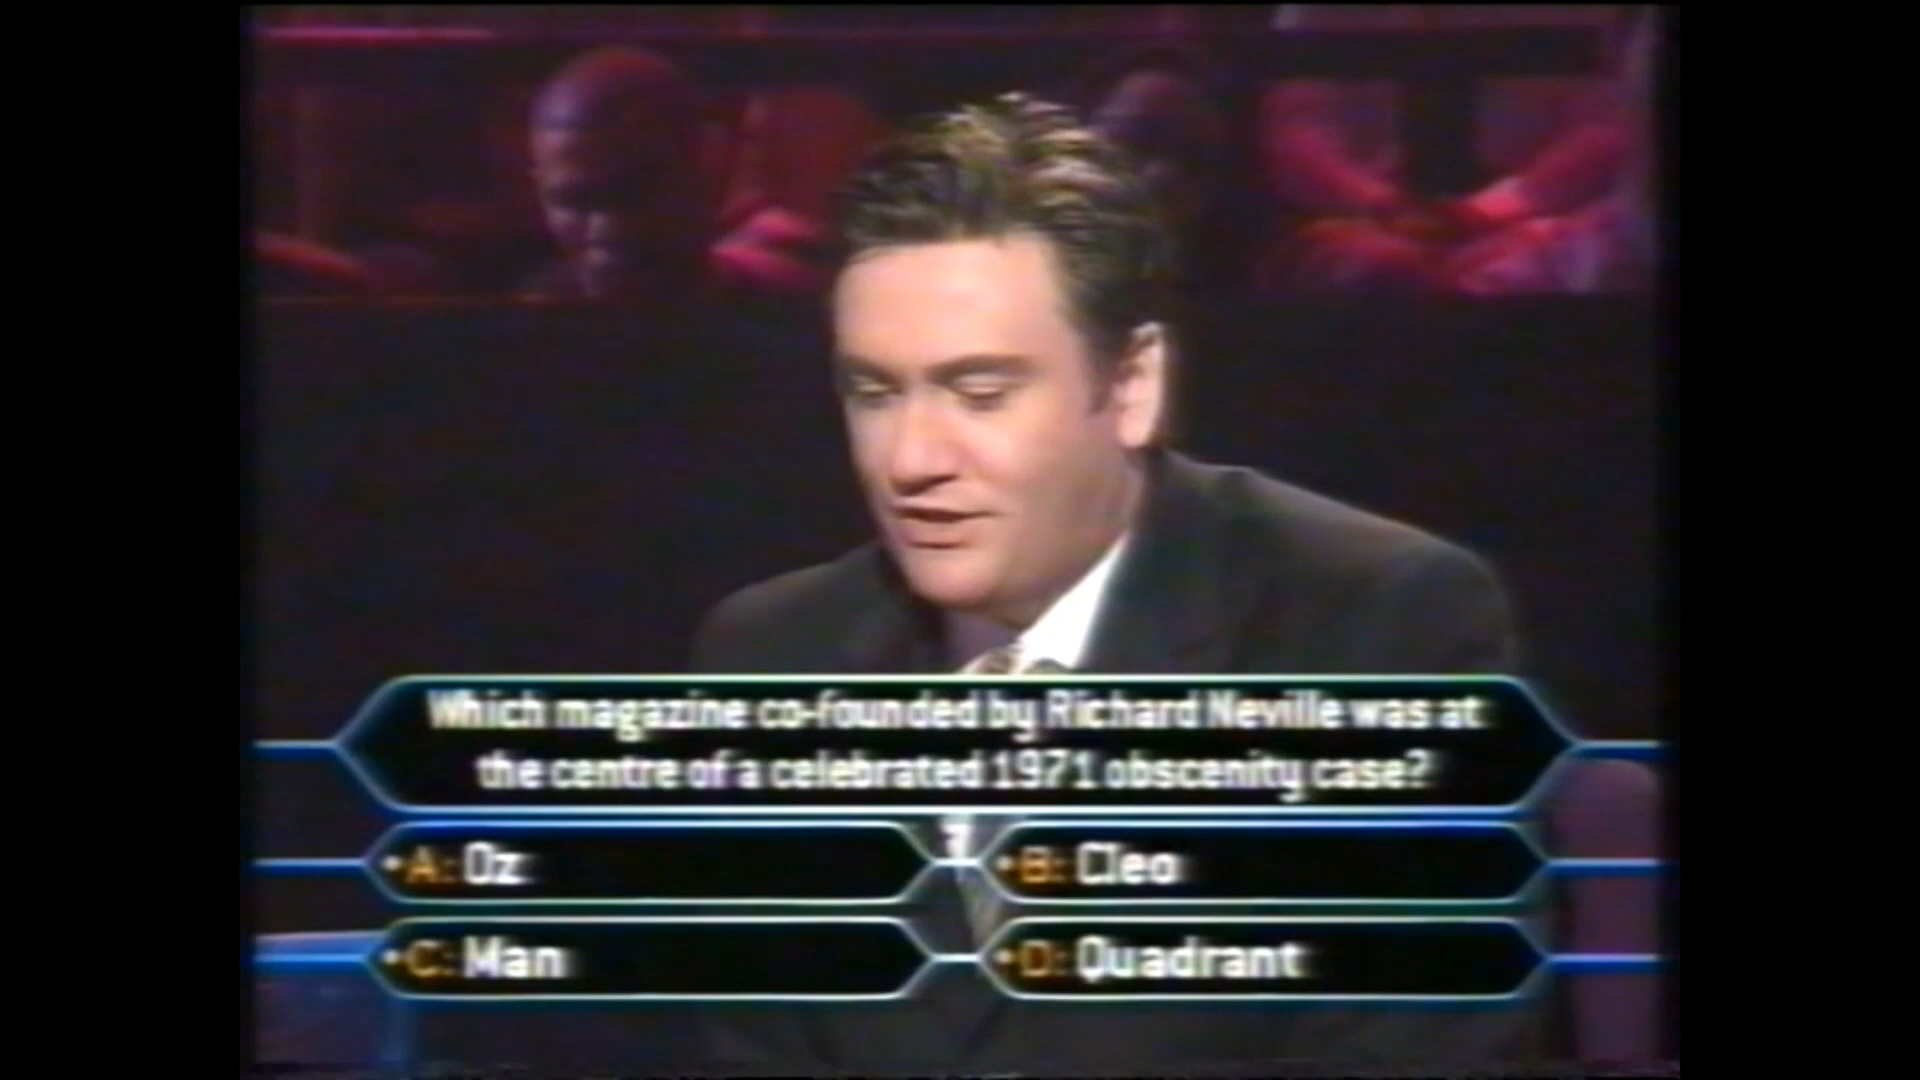 Which magazine co-founded by Richard Neville was at
the centre of a celebrated 1971 obscenity case?
A: Oz
B: Cleo
C: Man
D: Quadrant